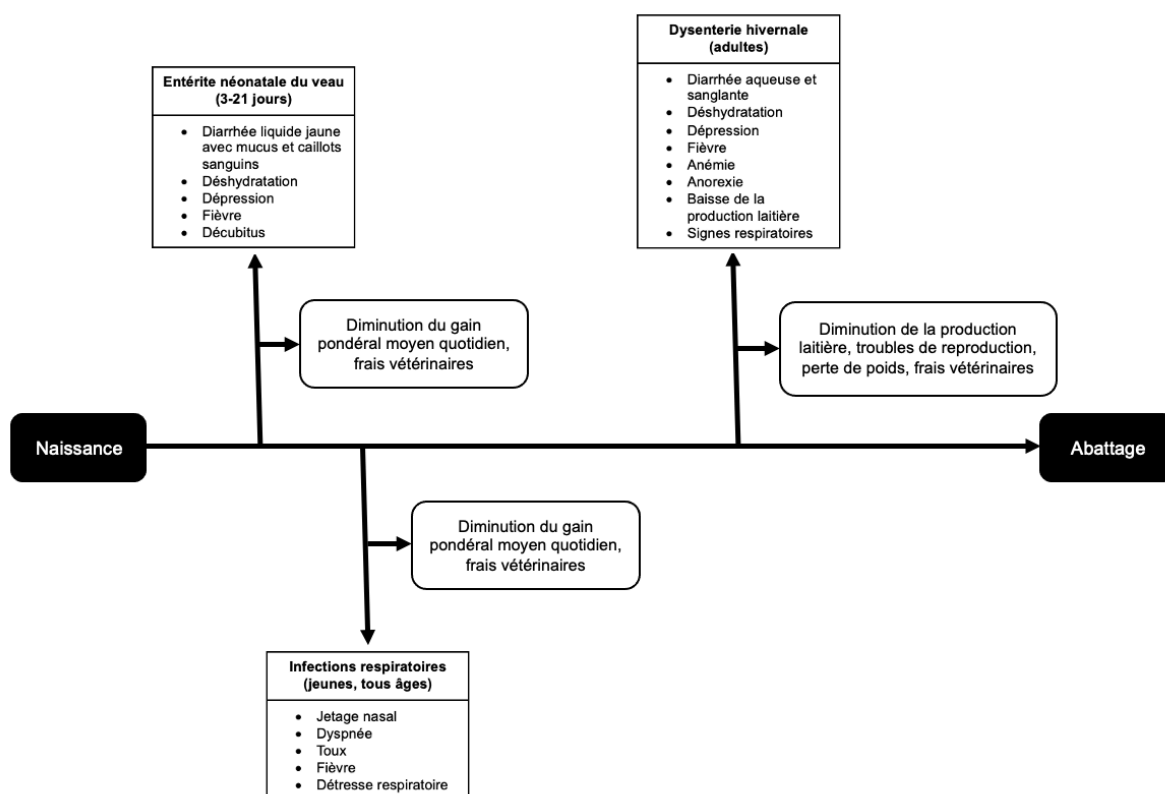 Dysenterie hivernale
(adultes)
Diarrhée aqueuse et
sanglante
Déshydratation
Dépression
Fièvre
Anémie
Anorexie
Baisse de la
production laitière
Signes respiratoires
Entérite néonatale du veau
(3-21 jours)
Diarrhée liquide jaune
avec mucus et caillots
sanguins
Déshydratation
Dépression
Fièvre
Décubitus
Diminution du gain
pondéral moyen quotidien,
frais vétérinaires
Diminution de la production
laitière, troubles de reproduction,
perte de poids, frais vétérinaires
Naissance
Abattage
Diminution du gain
pondéral moyen quotidien,
frais vétérinaires
Infections respiratoires
(jeunes, tous âges)
Jetage nasal
Dyspnée
Toux
Fièvre
Détresse respiratoire